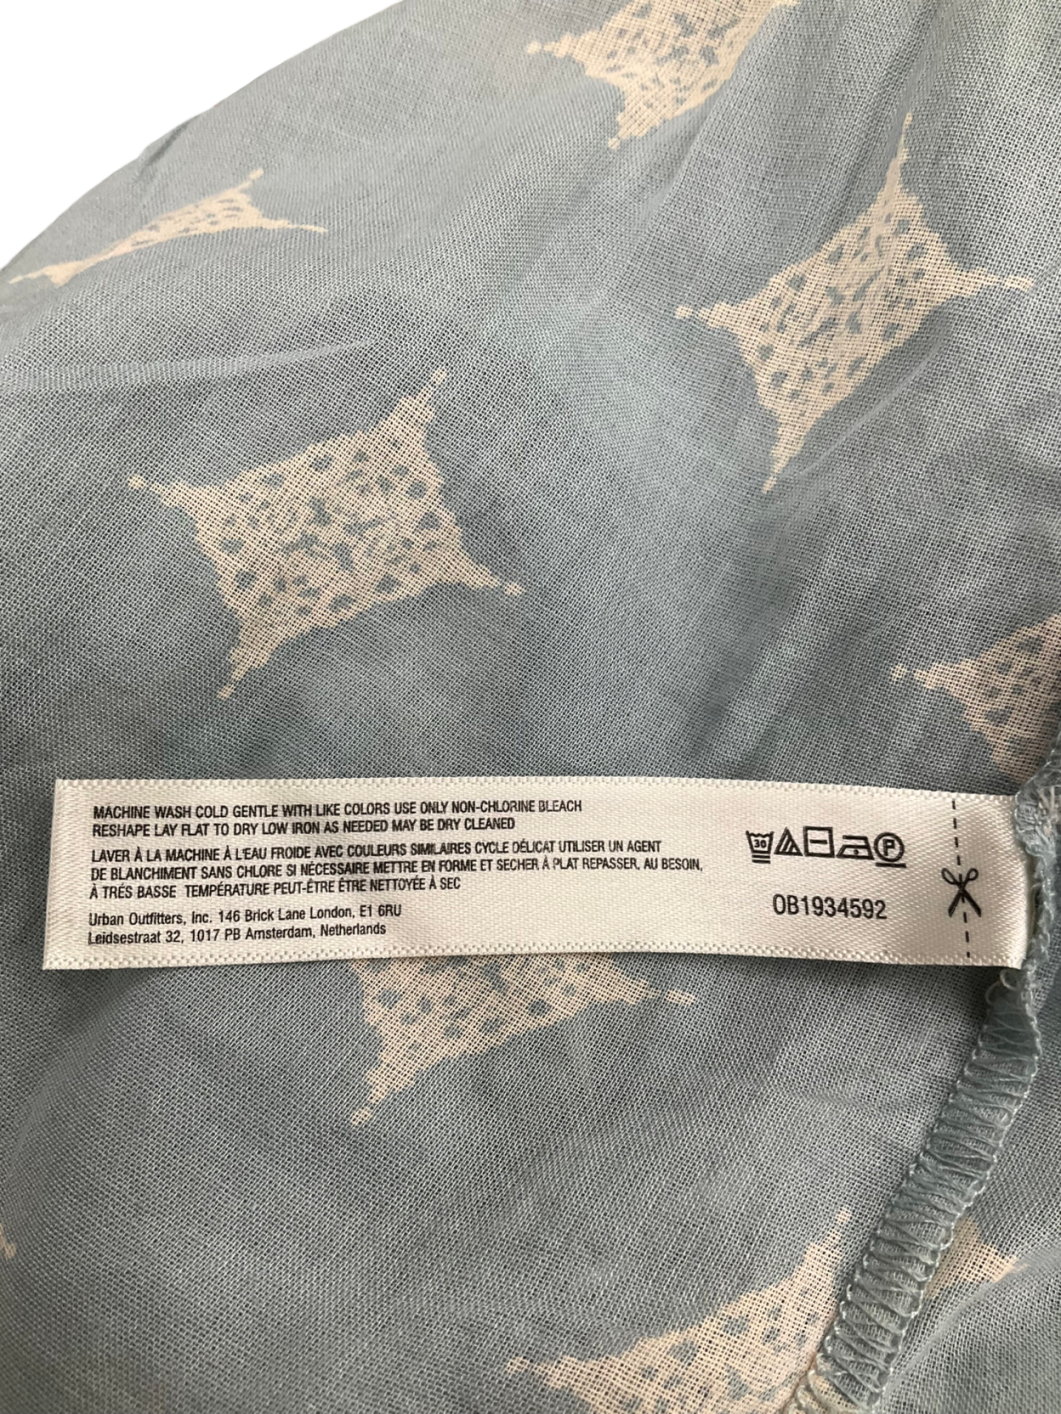 MACHINE WASH COLD GENTLE WITH LIKE COLORS USE ONLY NON-CHLORINE BLEACH
RESHAPE LAY FLAT TO DRY LOW IRON AS NEEDED MAY BE DRY CLEANED
LAVER À LA MACHINE À L'EAU FROIDE AVEC COULEURS SIMILAIRES CYCLE DÉLICAT UTILISER UN AGENT
DE BLANCHIMENT SANS CHLORE SI NÉCESSAIRE METTRE EN FORME ET SECHER À PLAT REPASSER, AU BESOIN,
À TRÉS BASSE TEMPÉRATURE PEUT-ÊTRE ÊTRE NETTOYÉE À SEC
Urban Outfitters, Inc. 146 Brick Lane London, E1 6RU
Leidsestraat 32, 1017 PB Amsterdam, Netherlands
30 P
OB1934592